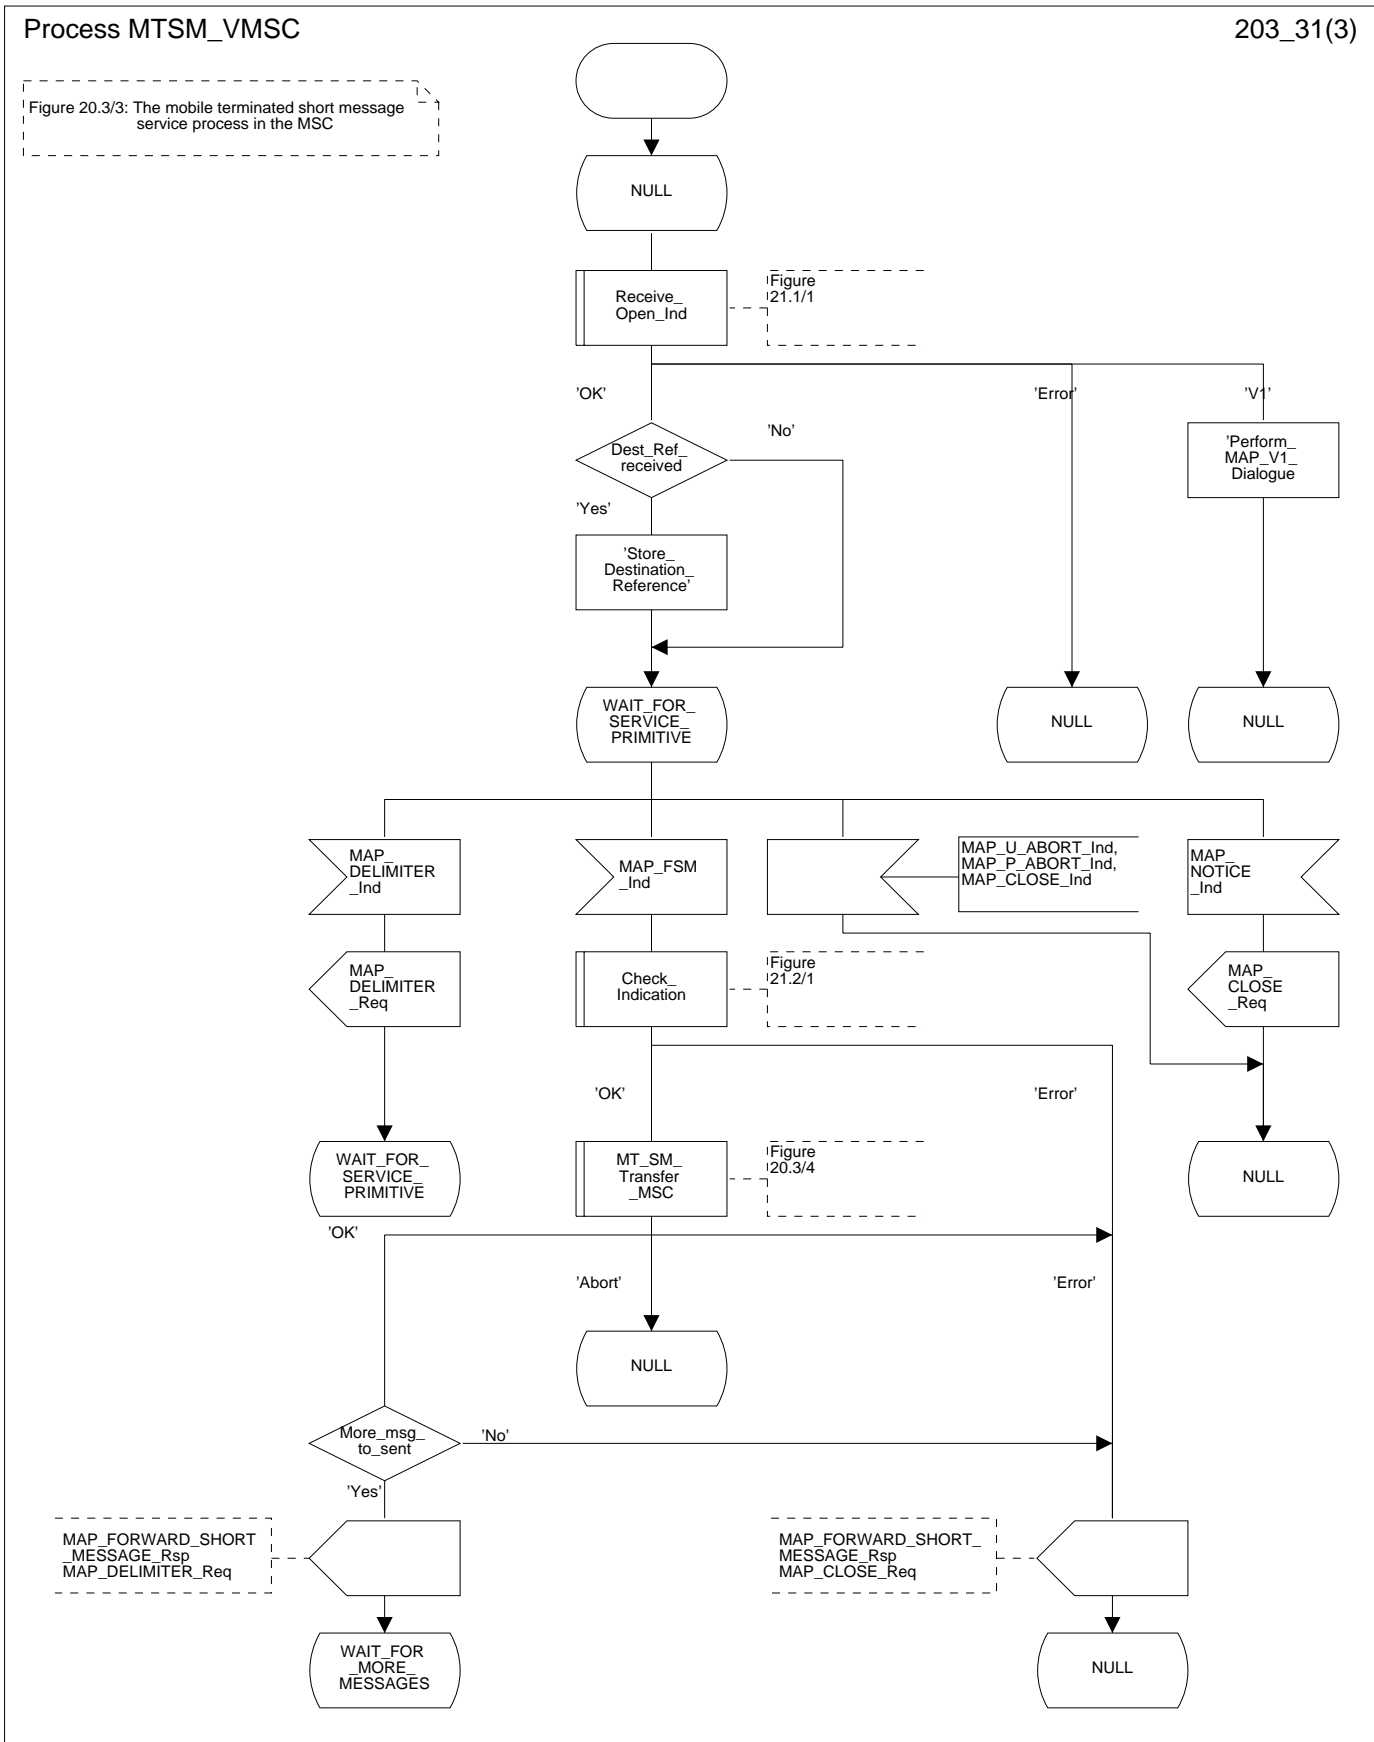 Process MTSM_VMSC
203_31(3)
Figure 20.3/3: The mobile terminated short message
service process in the MSC
NULL
Receive_
Open_Ind
Figure
21.1/1
'OK'
'Error'
'V1'
Dest_Ref_
received
'No'
'Perform_
MAP_V1_
Dialogue
'Yes'
'Store_
Destination_
Reference'
WAIT_FOR_
SERVICE_
PRIMITIVE
NULL
NULL
MAP_
DELIMITER
_Ind
MAP_FSM
_Ind
MAP_U_ABORT_Ind,
MAP_P_ABORT_Ind,
MAP_CLOSE_Ind
MAP_
NOTICE
_Ind
MAP_
DELIMITER
_Req
Check_
Indication
Figure
21.2/1
MAP_
CLOSE
_Req
'OK'
'Error'
WAIT_FOR_
SERVICE_
PRIMITIVE
MT_SM_
Transfer
_MSC
Figure
20.3/4
NULL
'OK'
'Abort'
'Error'
NULL
More_msg_
to_sent
'No'
'Yes'
MAP_FORWARD_SHORT
_MESSAGE_Rsp
MAP_DELIMITER_Req
MAP_FORWARD_SHORT_
MESSAGE_Rsp
MAP_CLOSE_Req
WAIT_FOR
_MORE_
MESSAGES
NULL